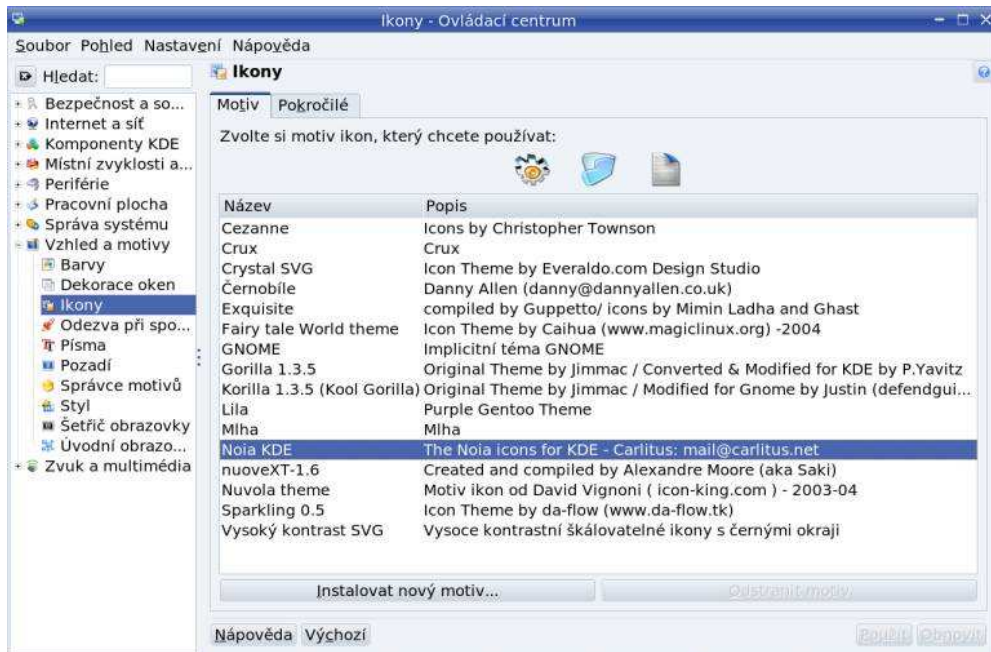 Ikony - Ovládací centrum
Soubor Pohled Nastavení Nápověda
Hledat:
Bezpečnost a so...
Internet a síť
Komponenty KDE
Místní zvyklosti a...
Periférie
Pracovní plocha
Správa systému
Vzhled a motivy
Barvy
Dekorace oken
Ikony
Odezva při spo...
Písma
Pozadí
Správce motivů
Styl
Šetřič obrazovky
Úvodní obrazo...
Zvuk a multimédia
Ikony
Motiv Pokročilé
Zvolte si motiv ikon, který chcete používat:
Název Popis
Cezanne Icons by Christopher Townson
Crux Crux
Crystal SVG Icon Theme by Everaldo.com Design Studio
Černobíle Danny Allen (danny@dannyallen.co.uk)
Exquisite compiled by Guppetto/ icons by Mimin Ladha and Ghast
Fairy tale World theme Icon Theme by Caihua (www.magiclinux.org) -2004
GNOME Implicitní téma GNOME
Gorilla 1.3.5 Original Theme by Jimmac / Converted & Modified for KDE by P.Yavitz
Korilla 1.3.5 (Kool Gorilla) Original Theme by Jimmac / Modified for Gnome by Justin (defendgui...
Lila Purple Gentoo Theme
Mlha Mlha
Noia KDE The Noia icons for KDE - Carlitus: mail@carlitus.net
nuoveXT-1.6 Created and compiled by Alexandre Moore (aka Saki)
Nuvola theme Motiv ikon od David Vignoni ( icon-king.com ) - 2003-04
Sparkling 0.5 Icon Theme by da-flow (www.da-flow.tk)
Vysoký kontrast SVG Vysoce kontrastní škálovatelné ikony s černými okraji
Instalovat nový motiv... Odstranit motiv
Nápověda Výchozí Použít Obnovit